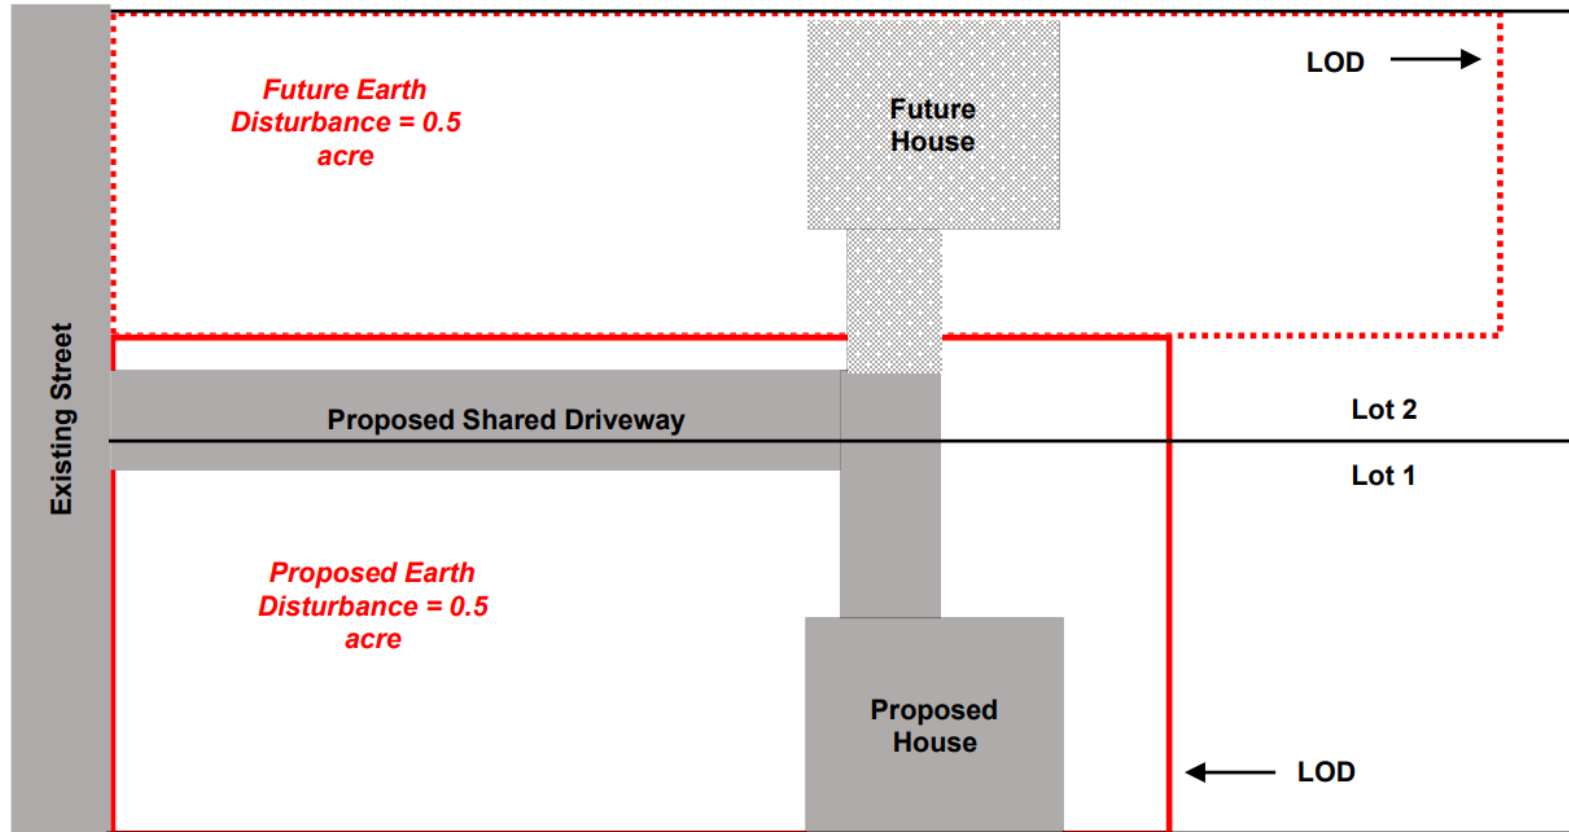 LOD
Future Earth
Disturbance = 0.5
acre
Future
House
Existing Street
Proposed Shared Driveway
Lot 2
Lot 1
Proposed Earth
Disturbance = 0.5
acre
Proposed
House
LOD